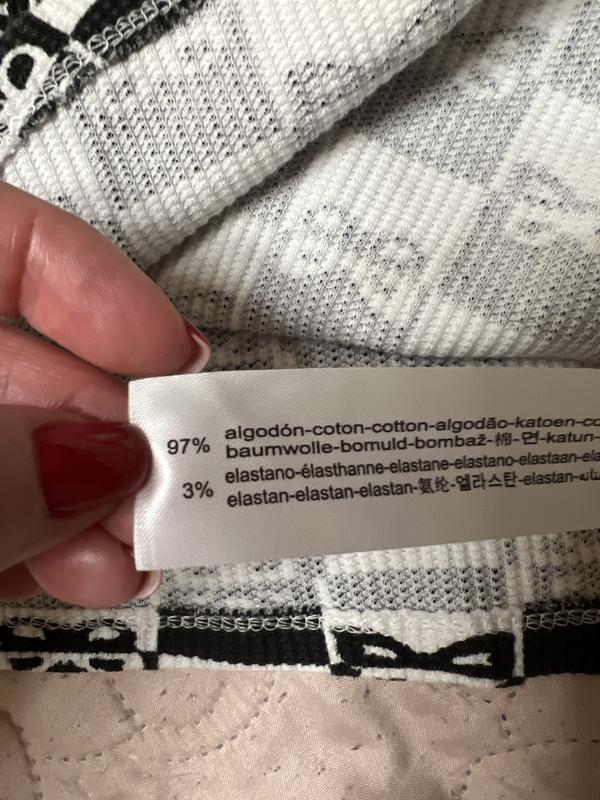 97% algodón-coton-cotton-algodão-katoen-co
baumwolle-bomuld-bombaž-棉-면-katun-
3% elastano-élasthanne-elastane-elastano-elastaan-ela
elastan-elastan-elastan-氨纶-엘라스탄-elastan-